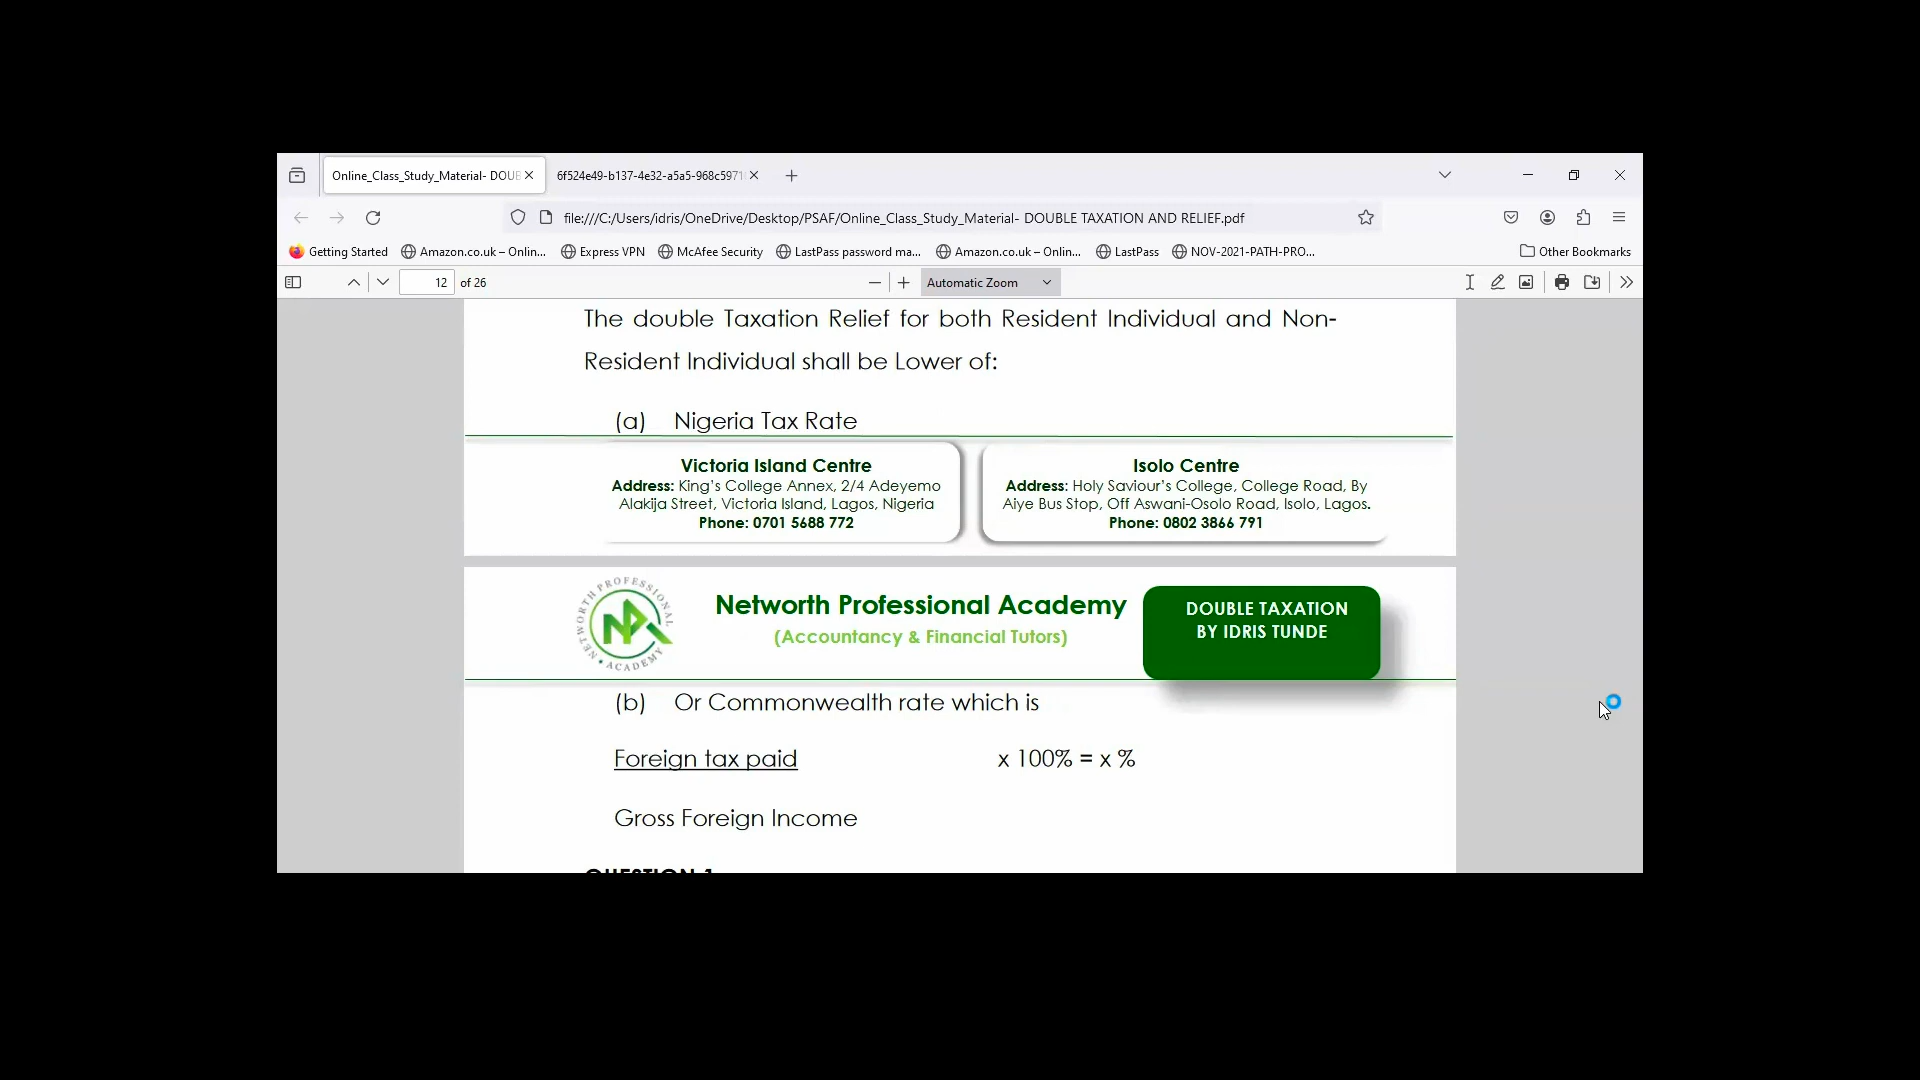 Online_Class_Study_Material- DOUB
6f524e49-b137-4e32-a5a5-968c5971
file:///C:/Users/idris/OneDrive/Desktop/PSAF/Online_Class_Study_Material- DOUBLE TAXATION AND RELIEF.pdf
Getting Started Amazon.co.uk – Onlin... Express VPN McAfee Security LastPass password ma... Amazon.co.uk – Onlin... LastPass NOV-2021-PATH-PRO... Other Bookmarks
12 of 26 Automatic Zoom
The double Taxation Relief for both Resident Individual and Non-
Resident Individual shall be Lower of:
(a) Nigeria Tax Rate
Victoria Island Centre
Address: King's College Annex, 2/4 Adeyemo
Alakija Street, Victoria Island, Lagos, Nigeria
Phone: 0701 5688 772
Isolo Centre
Address: Holy Saviour's College, College Road, By
Aiye Bus Stop, Off Aswani-Osolo Road, Isolo, Lagos.
Phone: 0802 3866 791
NETWORTH PROFESSIONAL ACADEMY
Networth Professional Academy
(Accountancy & Financial Tutors)
DOUBLE TAXATION
BY IDRIS TUNDE
(b) Or Commonwealth rate which is
Foreign tax paid x 100% = x %
Gross Foreign Income
QUESTION 1